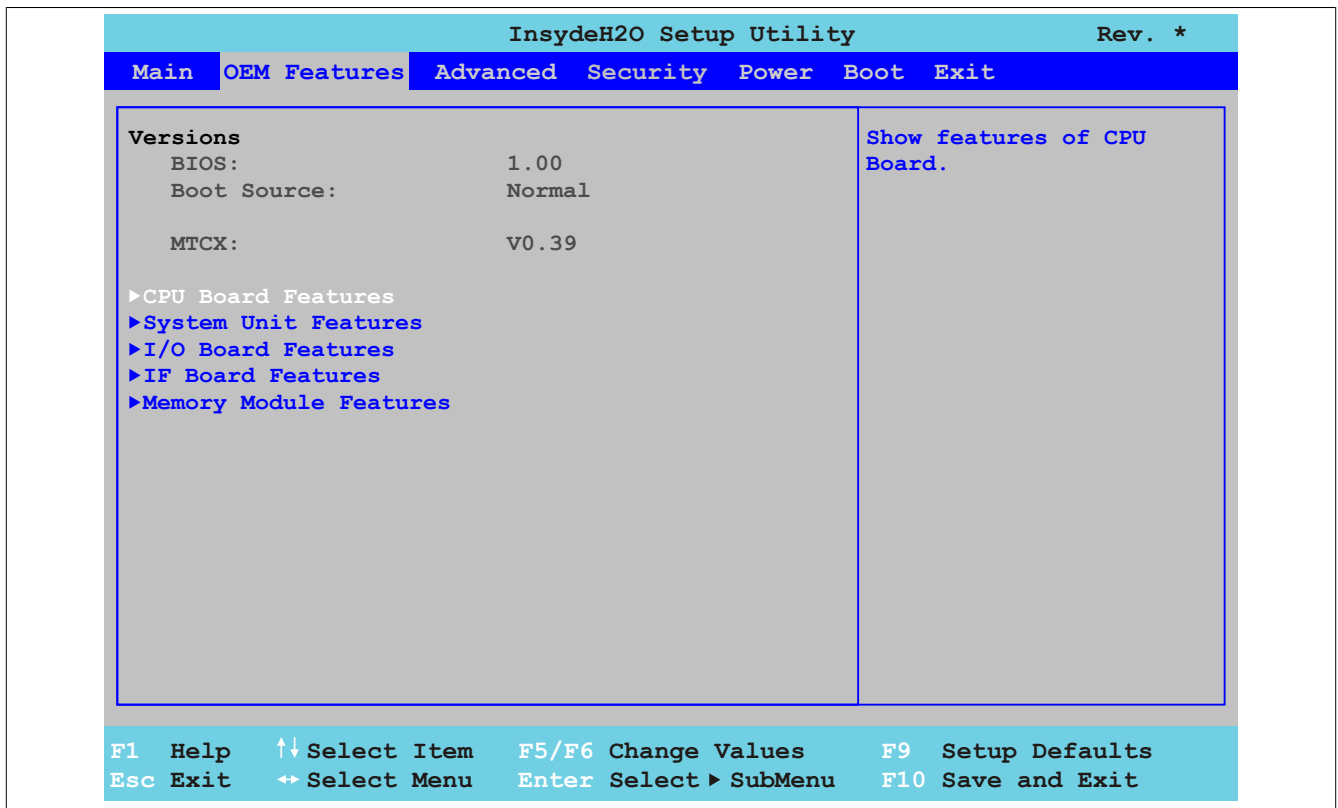 InsydeH2O Setup Utility Rev. *
Main OEM Features Advanced Security Power Boot Exit
Versions
BIOS: 1.00
Boot Source: Normal
MTCX: V0.39
▶CPU Board Features
▶System Unit Features
▶I/O Board Features
▶IF Board Features
▶Memory Module Features
Show features of CPU
Board.
F1 Help ↑↓ Select Item F5/F6 Change Values F9 Setup Defaults
Esc Exit ↔ Select Menu Enter Select ▶ SubMenu F10 Save and Exit